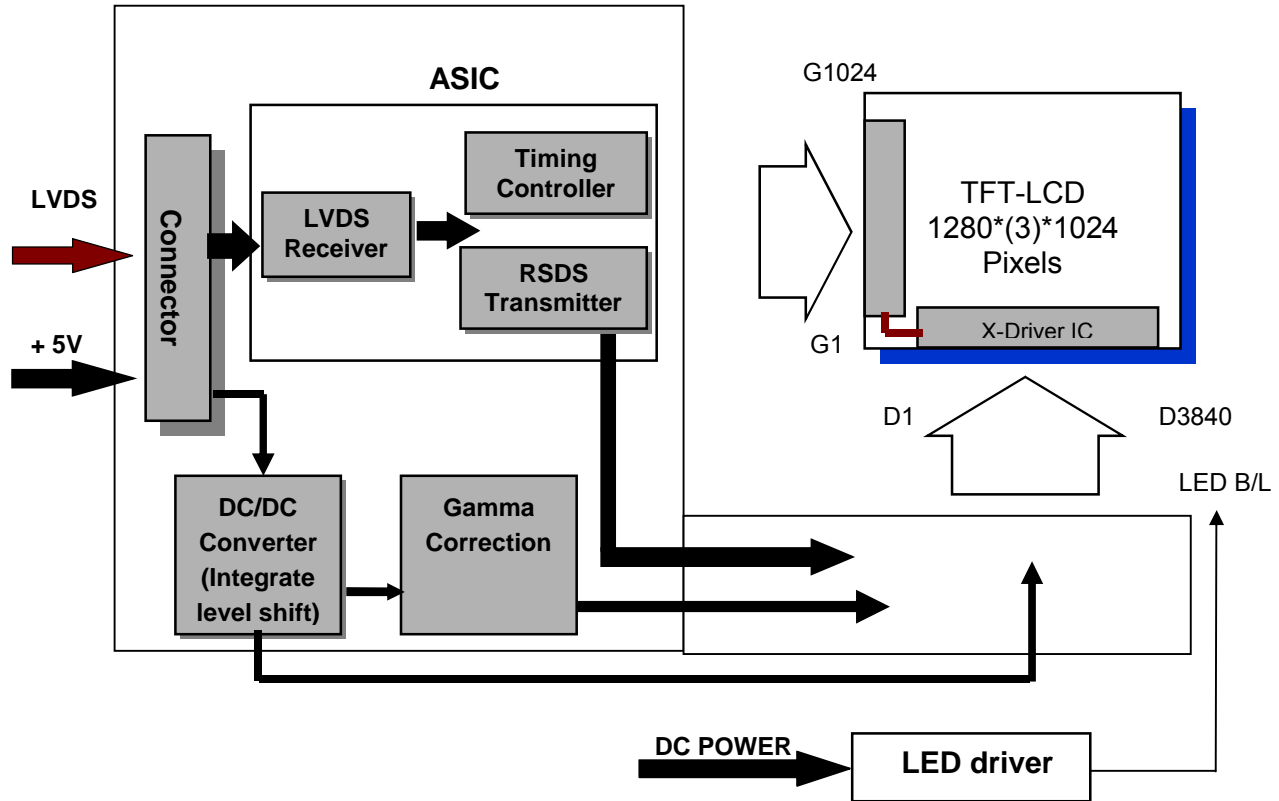 ASIC
G1024
LVDS
Connector
Timing
Controller
LVDS
Receiver
RSDS
Transmitter
TFT-LCD
1280*(3)*1024
Pixels
+ 5V
G1
X-Driver IC
D1
D3840
LED B/L
DC/DC
Converter
(Integrate
level shift)
Gamma
Correction
DC POWER
LED driver